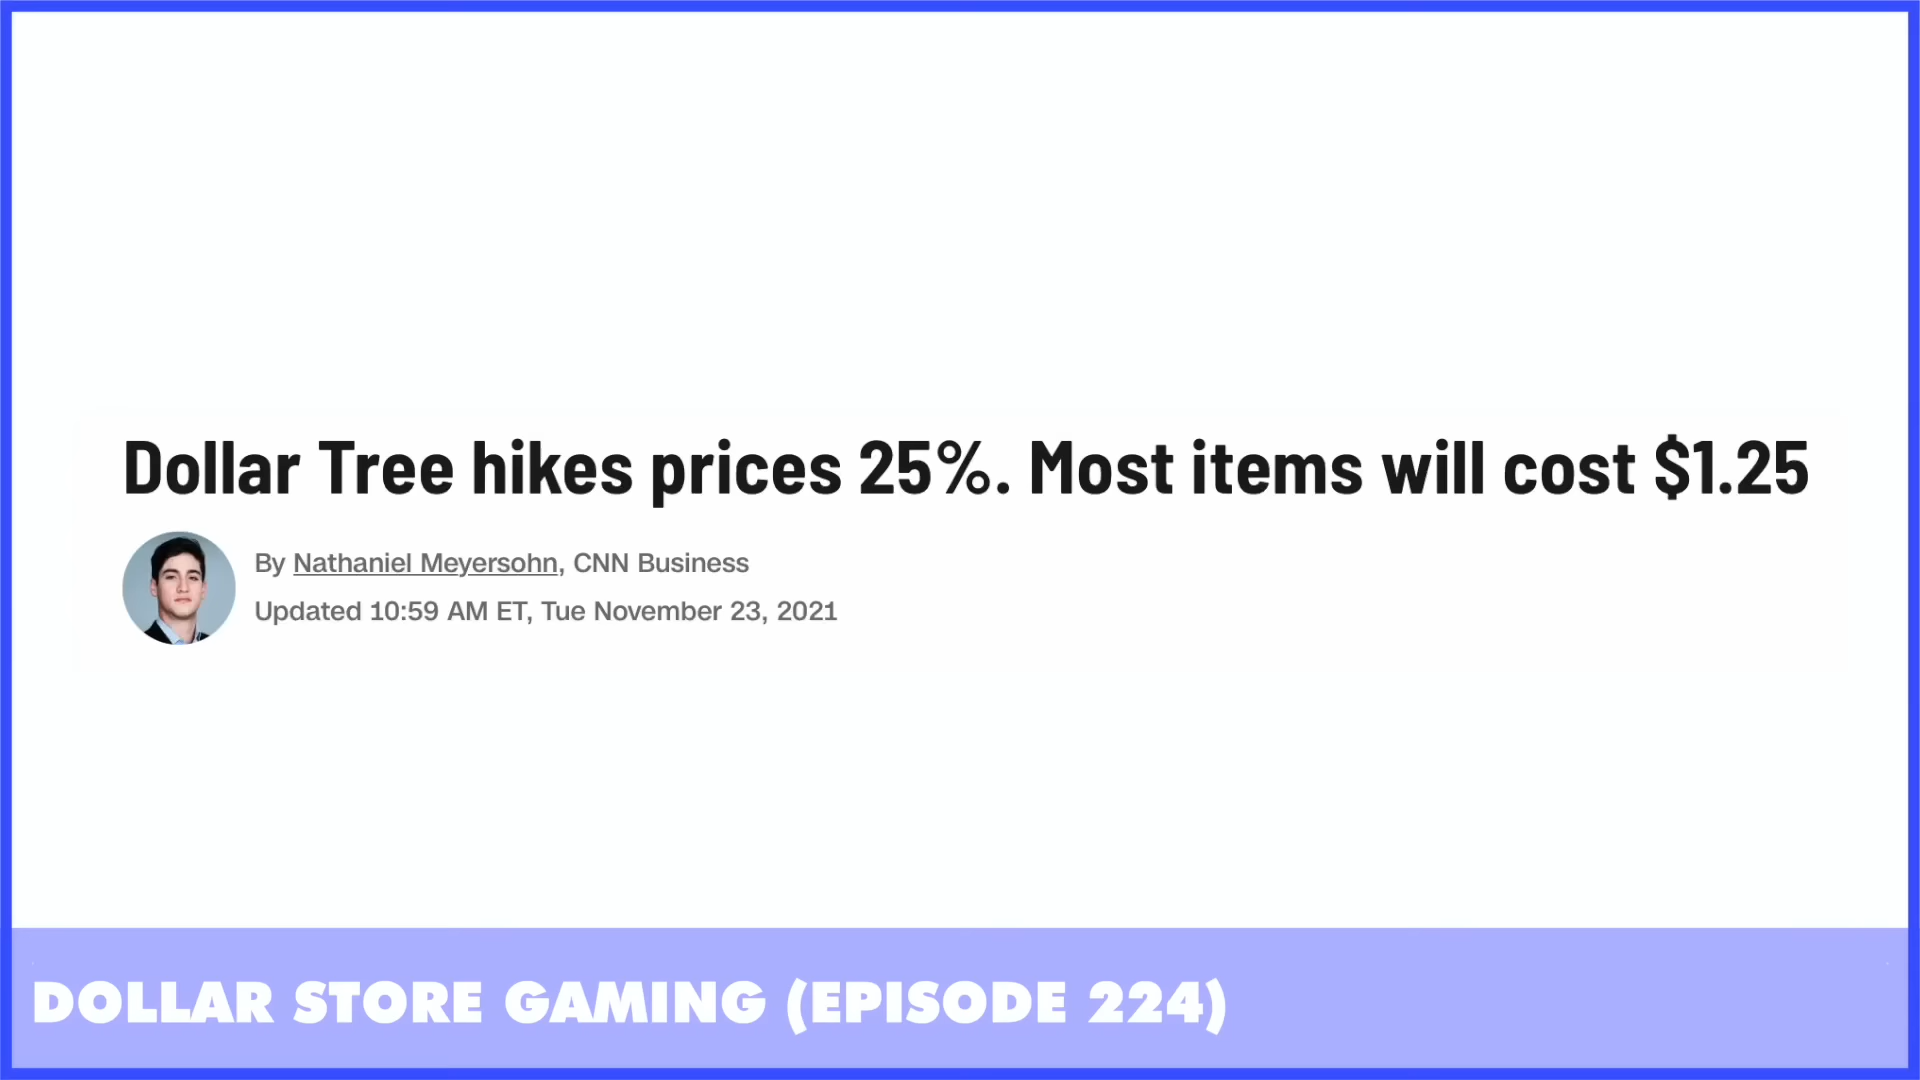 Dollar Tree hikes prices 25%. Most items will cost $1.25
By Nathaniel Meyersohn, CNN Business
Updated 10:59 AM ET, Tue November 23, 2021
DOLLAR STORE GAMING (EPISODE 224)